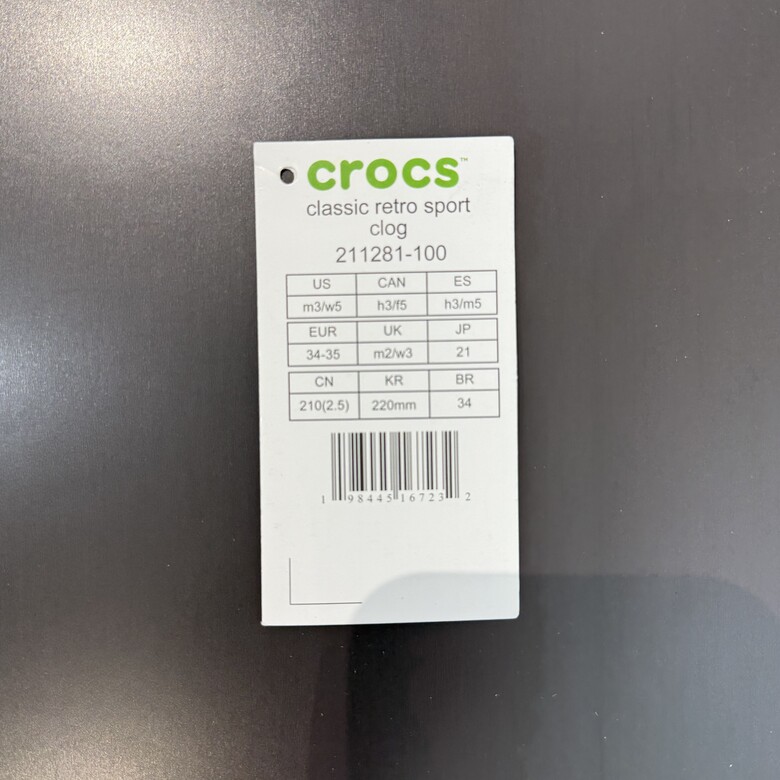 crocs™
classic retro sport
clog
211281-100
US CAN ES
m3/w5 h3/f5 h3/m5
EUR UK JP
34-35 m2/w3 21
CN KR BR
210(2.5) 220mm 34
1 98445 16723 2